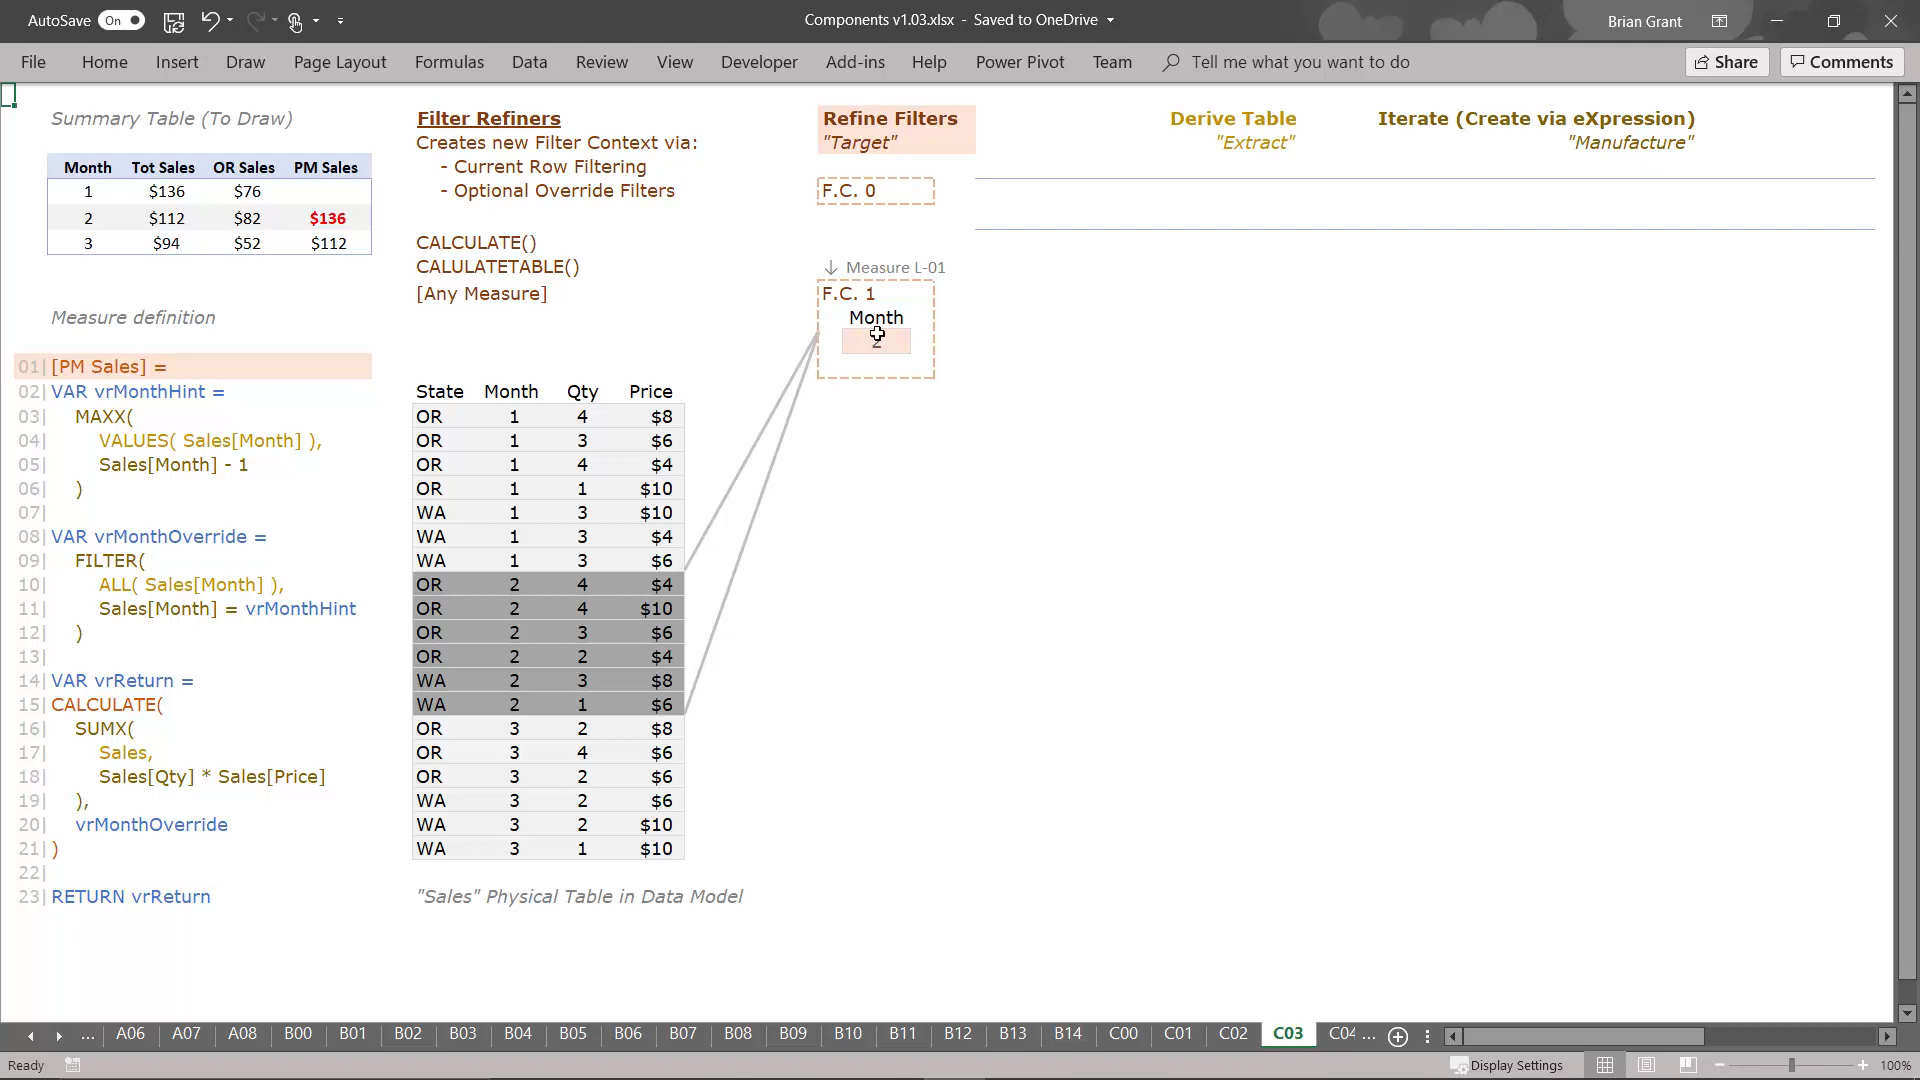 AutoSave On
Components v1.03.xlsx - Saved to OneDrive
Brian Grant
File Home Insert Draw Page Layout Formulas Data Review View Developer Add-ins Help Power Pivot Team Tell me what you want to do Share Comments
Summary Table (To Draw)
Month Tot Sales OR Sales PM Sales
1 $136 $76
2 $112 $82 $136
3 $94 $52 $112
Measure definition
01| [PM Sales] =
02| VAR vrMonthHint =
03| MAXX(
04| VALUES( Sales[Month] ),
05| Sales[Month] - 1
06| )
07|
08| VAR vrMonthOverride =
09| FILTER(
10| ALL( Sales[Month] ),
11| Sales[Month] = vrMonthHint
12| )
13|
14| VAR vrReturn =
15| CALCULATE(
16| SUMX(
17| Sales,
18| Sales[Qty] * Sales[Price]
19| ),
20| vrMonthOverride
21| )
22|
23| RETURN vrReturn
Filter Refiners
Creates new Filter Context via:
- Current Row Filtering
- Optional Override Filters
CALCULATE()
CALULATETABLE()
[Any Measure]
State Month Qty Price
OR 1 4 $8
OR 1 3 $6
OR 1 4 $4
OR 1 1 $10
WA 1 3 $10
WA 1 3 $4
WA 1 3 $6
OR 2 4 $4
OR 2 4 $10
OR 2 3 $6
OR 2 2 $4
WA 2 3 $8
WA 2 1 $6
OR 3 2 $8
OR 3 4 $6
OR 3 2 $6
WA 3 2 $6
WA 3 2 $10
WA 3 1 $10
"Sales" Physical Table in Data Model
Refine Filters
"Target"
F.C. 0
↓ Measure L-01
F.C. 1
Month
2
Derive Table
"Extract"
Iterate (Create via eXpression)
"Manufacture"
... A06 A07 A08 B00 B01 B02 B03 B04 B05 B06 B07 B08 B09 B10 B11 B12 B13 B14 C00 C01 C02 C03 C04 ...
Ready
Display Settings
100%